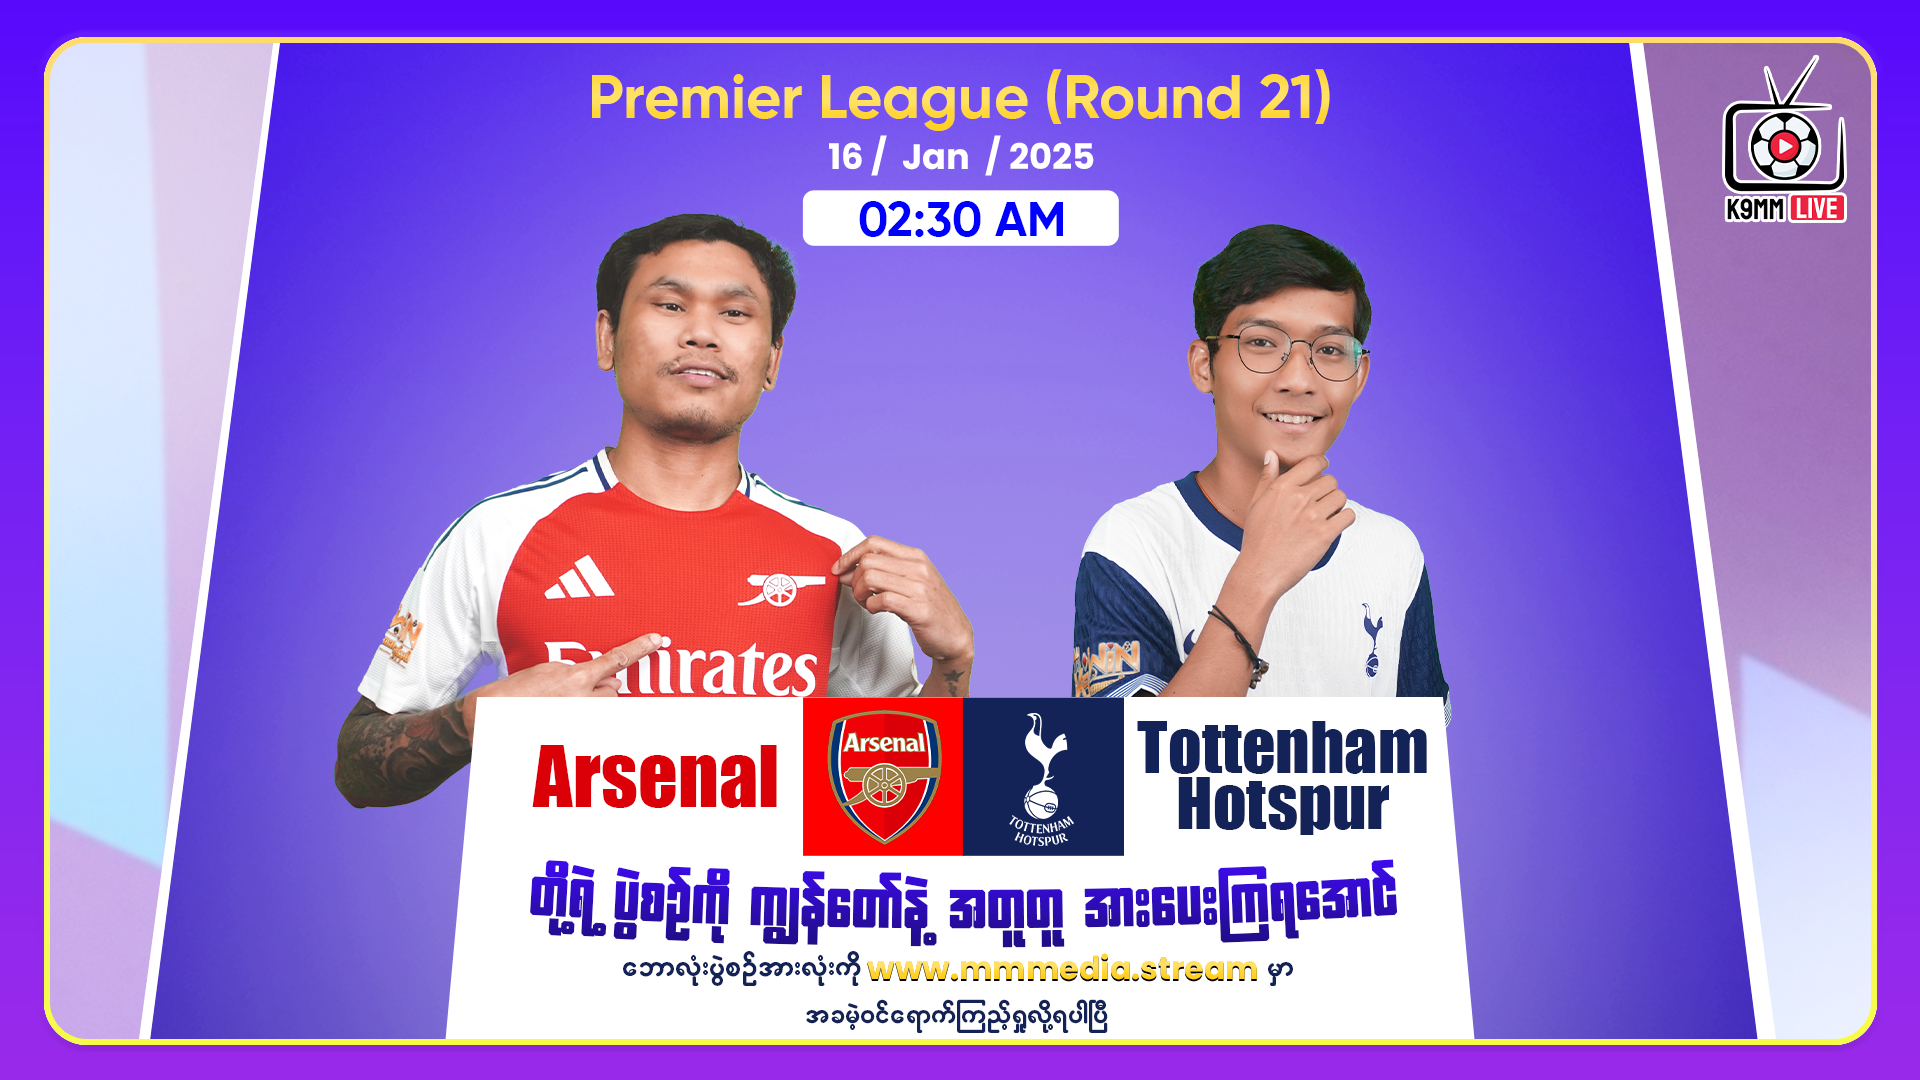 Premier League (Round 21)
16 / Jan / 2025
02:30 AM
K9MM LIVE
Emirates
Arsenal
Arsenal
TOTTENHAM
HOTSPUR
Tottenham
Hotspur
တို့ရဲ့ ပွဲစဉ်ကို ကျွန်တော်နဲ့ အတူတူ အားပေးကြရအောင်
ဘောလုံးပွဲစဉ်အားလုံးကို www.mmmedia.stream မှာ
အခမဲ့ဝင်ရောက်ကြည့်ရှုလို့ရပါပြီ